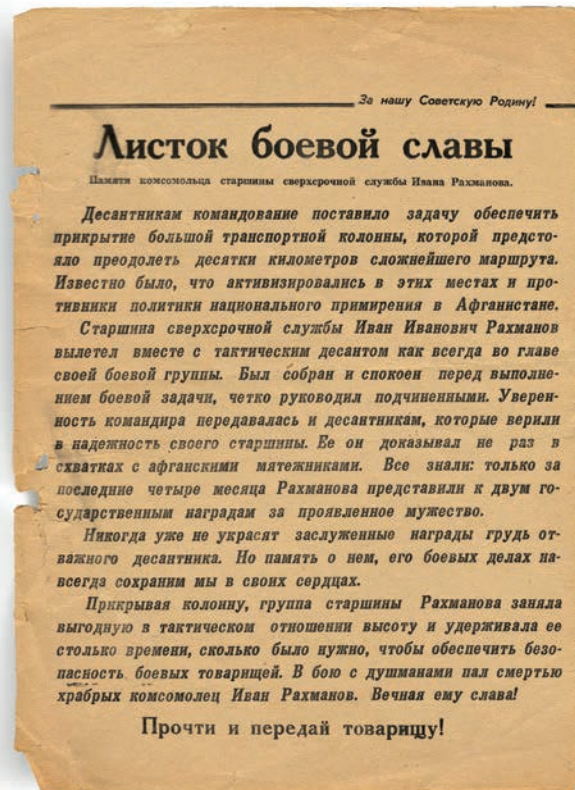 За нашу Советскую Родину!
Листок боевой славы
Памяти комсомольца старшины сверхсрочной службы Ивана Рахманова.
Десантникам командование поставило задачу обеспечить
прикрытие большой транспортной колонны, которой предсто-
яло преодолеть десятки километров сложнейшего маршрута.
Известно было, что активизировались в этих местах и про-
тивники политики национального примирения в Афганистане.
Старшина сверхсрочной службы Иван Иванович Рахманов
вылетел вместе с тактическим десантом как всегда во главе
своей боевой группы. Был собран и спокоен перед выполне-
нием боевой задачи, четко руководил подчиненными. Уверен-
ность командира передавалась и десантникам, которые верили
в надежность своего старшины. Ее он доказывал не раз в
схватках с афганскими мятежниками. Все знали: только за
последние четыре месяца Рахманова представили к двум го-
сударственным наградам за проявленное мужество.
Никогда уже не украсят заслуженные награды грудь от-
важного десантника. Но память о нем, его боевых делах на-
всегда сохраним мы в своих сердцах.
Прикрывая колонну, группа старшины Рахманова заняла
выгодную в тактическом отношении высоту и удерживала ее
столько времени, сколько было нужно, чтобы обеспечить безо-
пасность боевых товарищей. В бою с душманами пал смертью
храбрых комсомолец Иван Рахманов. Вечная ему слава!
Прочти и передай товарищу!